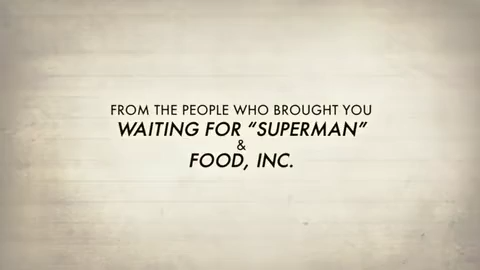 FROM THE PEOPLE WHO BROUGHT YOU
WAITING FOR “SUPERMAN”
&
FOOD, INC.